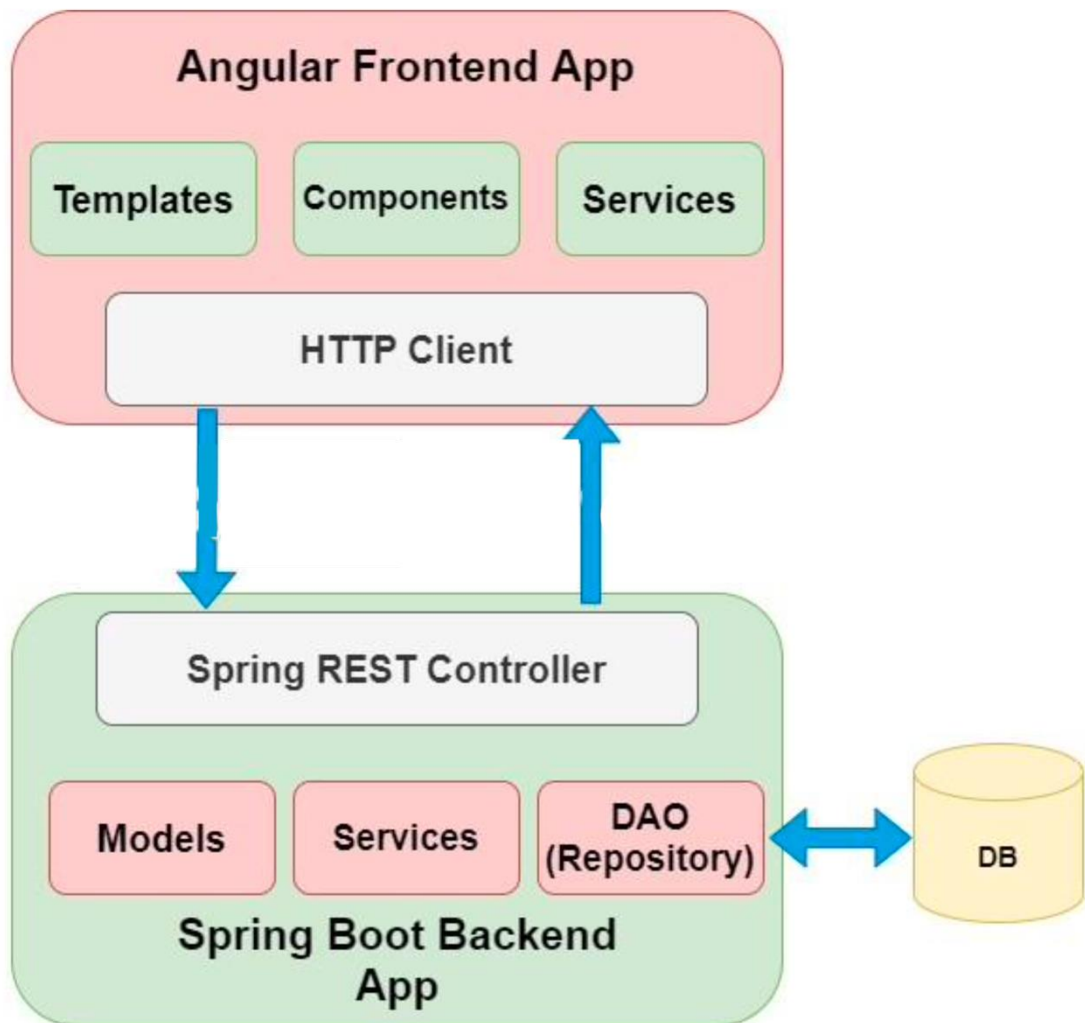 Angular Frontend App
Templates
Components
Services
HTTP Client
Spring REST Controller
Models
Services
DAO
(Repository)
DB
Spring Boot Backend
App